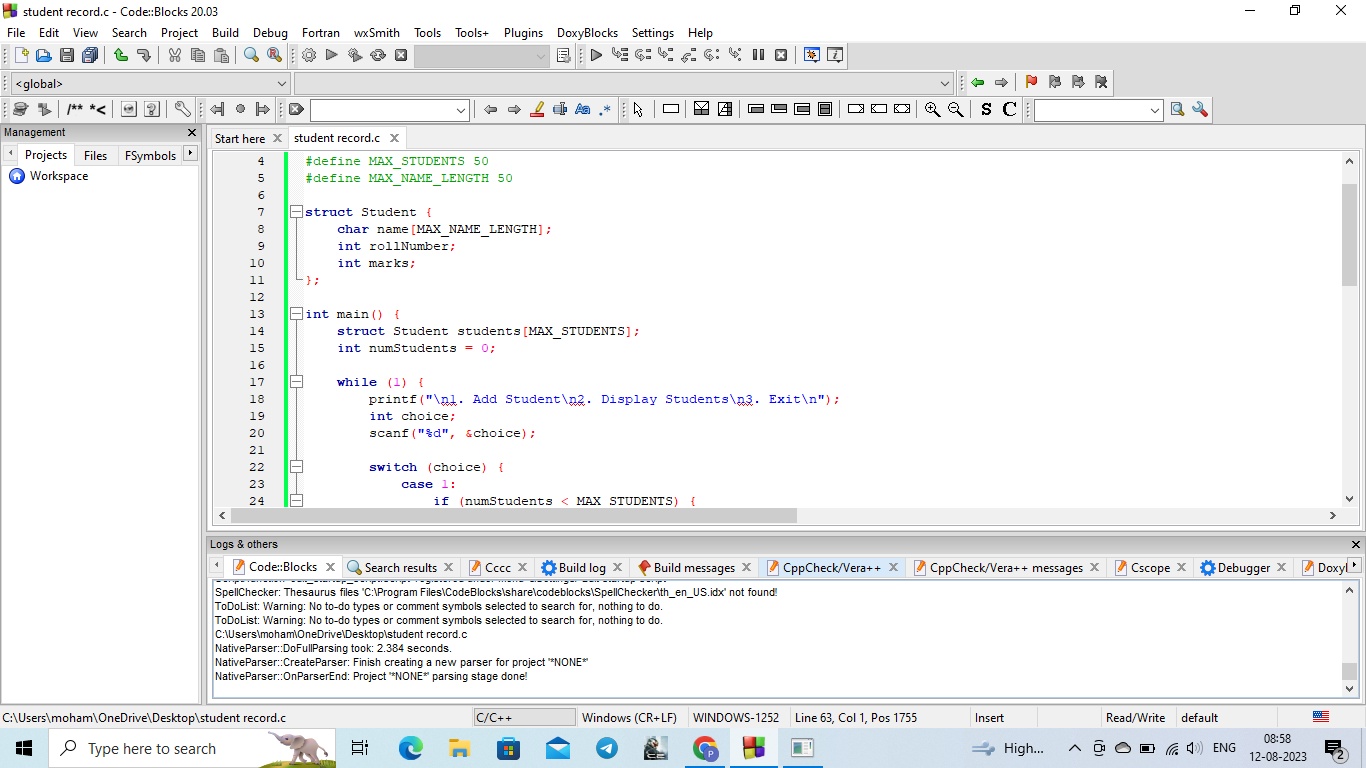 student record.c - Code::Blocks 20.03
File Edit View Search Project Build Debug Fortran wxSmith Tools Tools+ Plugins DoxyBlocks Settings Help
<global>
/** *<
S C
Management
Projects Files FSymbols
Workspace
Start here student record.c
4 #define MAX_STUDENTS 50
5 #define MAX_NAME_LENGTH 50
6
7 struct Student {
8 char name[MAX_NAME_LENGTH];
9 int rollNumber;
10 int marks;
11 };
12
13 int main() {
14 struct Student students[MAX_STUDENTS];
15 int numStudents = 0;
16
17 while (1) {
18 printf("\n1. Add Student\n2. Display Students\n3. Exit\n");
19 int choice;
20 scanf("%d", &choice);
21
22 switch (choice) {
23 case 1:
24 if (numStudents < MAX_STUDENTS) {
Logs & others
Code::Blocks Search results Cccc Build log Build messages CppCheck/Vera++ CppCheck/Vera++ messages Cscope Debugger Doxyl
SpellChecker: Thesaurus files 'C:\Program Files\CodeBlocks\share\codeblocks\SpellChecker\th_en_US.idx' not found!
ToDoList: Warning: No to-do types or comment symbols selected to search for, nothing to do.
ToDoList: Warning: No to-do types or comment symbols selected to search for, nothing to do.
C:\Users\moham\OneDrive\Desktop\student record.c
NativeParser::DoFullParsing took: 2.384 seconds.
NativeParser::CreateParser: Finish creating a new parser for project '*NONE*'
NativeParser::OnParserEnd: Project '*NONE*' parsing stage done!
C:\Users\moham\OneDrive\Desktop\student record.c C/C++ Windows (CR+LF) WINDOWS-1252 Line 63, Col 1, Pos 1755 Insert Read/Write default
Type here to search High... ENG 08:58
12-08-2023 2